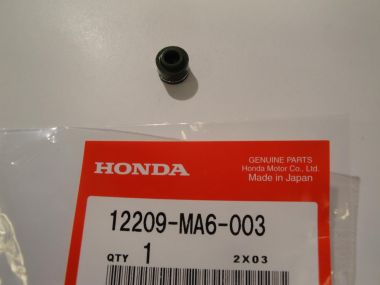 HONDA
GENUINE PARTS
Honda Motor Co., Ltd.
Made in Japan
12209-MA6-003
QTY 1 2X03